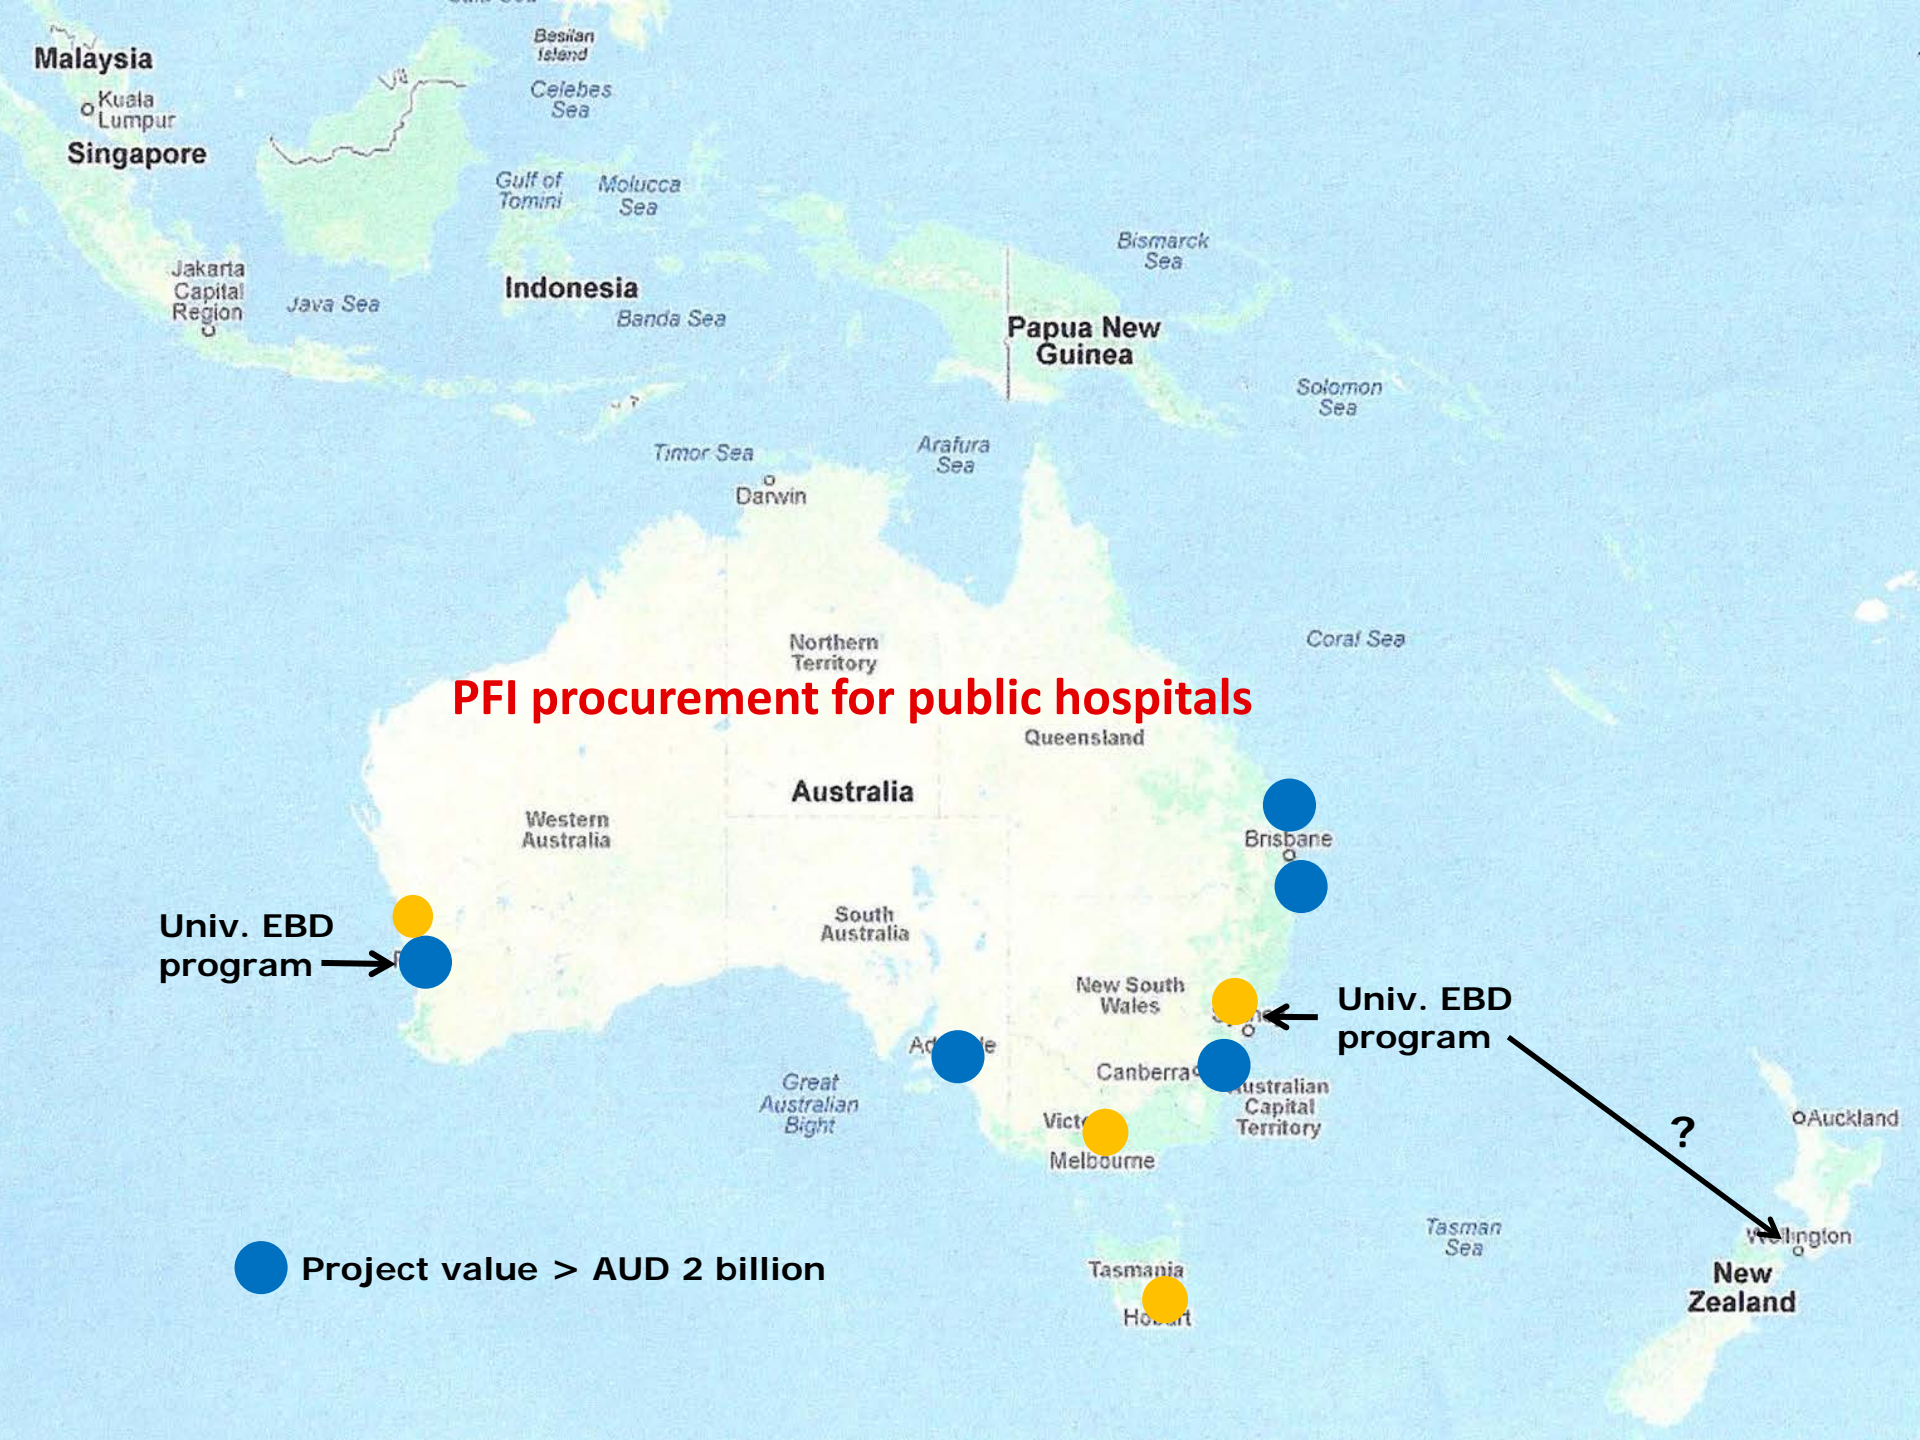 Besilan
Island
Malaysia
Kuala
Lumpur
Celebes
Sea
Singapore
Gulf of
Tomini
Molucca
Sea
Bismarck
Sea
Jakarta
Capital
Region
Java Sea
Indonesia
Banda Sea
Papua New
Guinea
Solomon
Sea
Timor Sea
Arafura
Sea
Darwin
Northern
Territory
Coral Sea
PFI procurement for public hospitals
Queensland
Australia
Western
Australia
Brisbane
South
Australia
Univ. EBD
program
New South
Wales
Univ. EBD
program
Canberra
Great
Australian
Bight
Australian
Capital
Territory
Melbourne
Auckland
?
Tasman
Sea
Wellington
Project value > AUD 2 billion
Tasmania
Hobart
New
Zealand